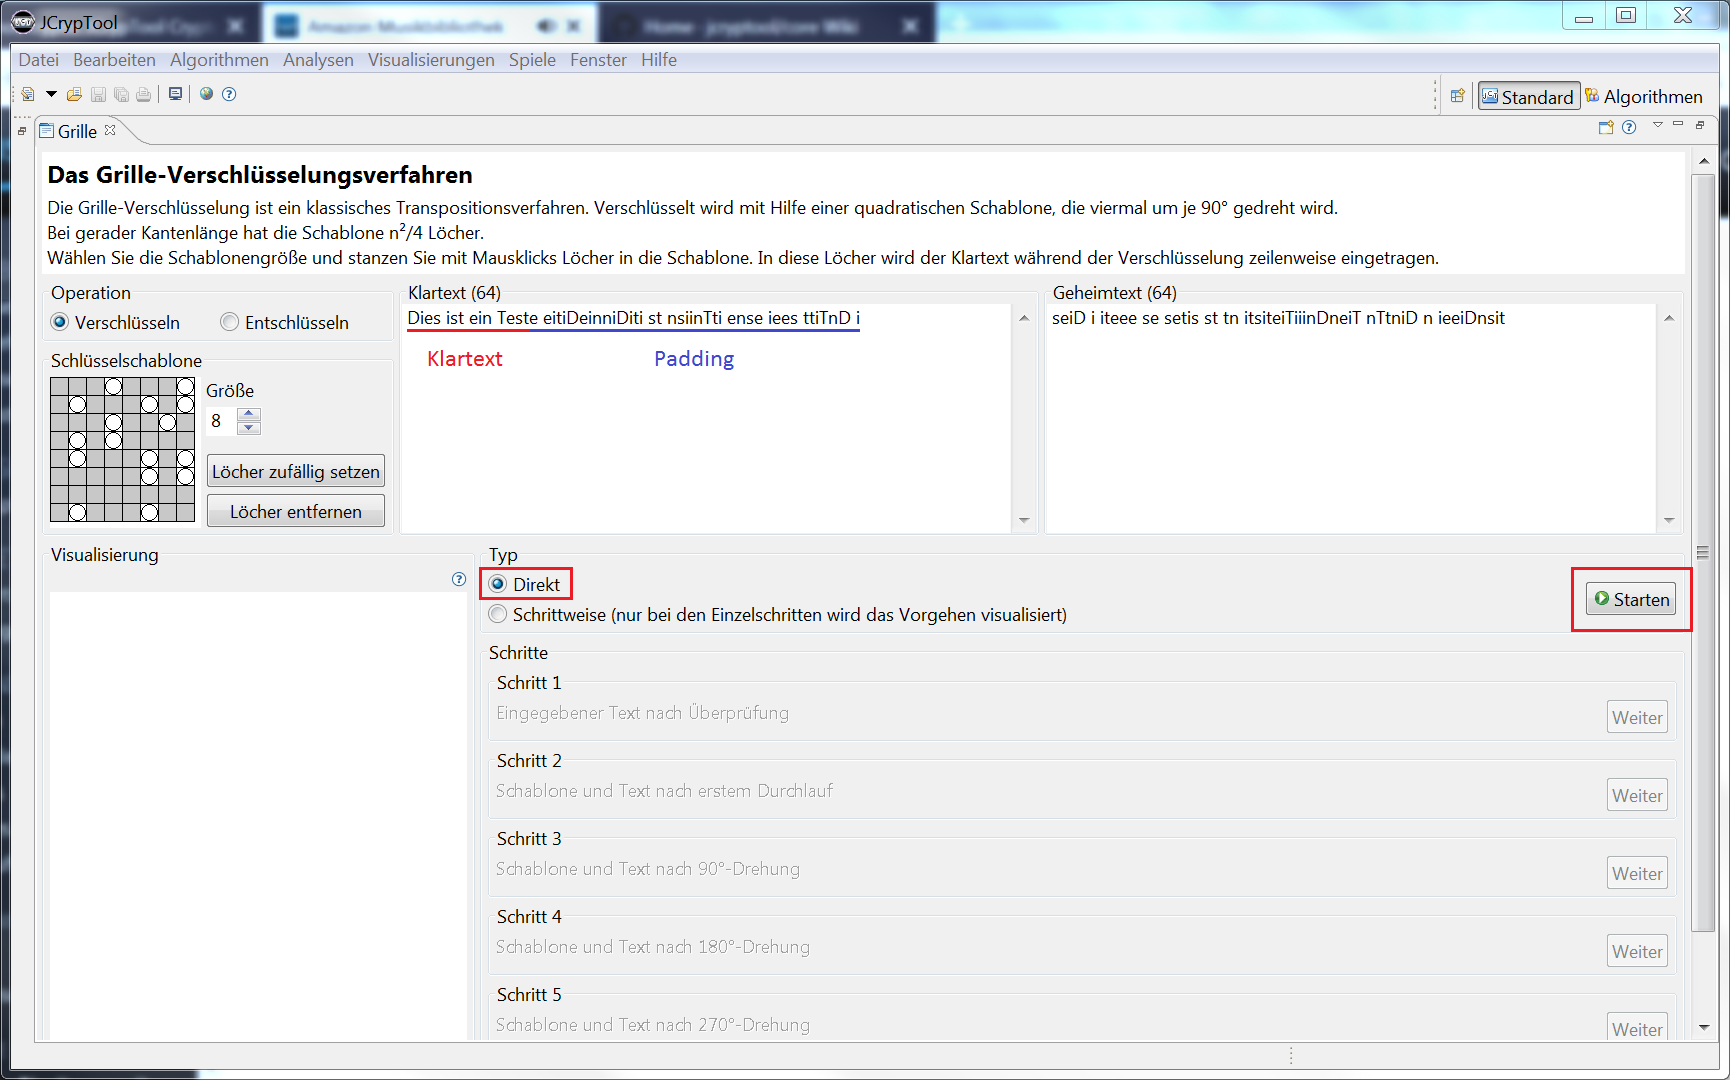 JCrypTool
Amazon Musikbibliothek
Home · jcryptool/core Wiki
Datei Bearbeiten Algorithmen Analysen Visualisierungen Spiele Fenster Hilfe
Standard Algorithmen
Grille
Das Grille-Verschlüsselungsverfahren
Die Grille-Verschlüsselung ist ein klassisches Transpositionsverfahren. Verschlüsselt wird mit Hilfe einer quadratischen Schablone, die viermal um je 90° gedreht wird.
Bei gerader Kantenlänge hat die Schablone n²/4 Löcher.
Wählen Sie die Schablonengröße und stanzen Sie mit Mausklicks Löcher in die Schablone. In diese Löcher wird der Klartext während der Verschlüsselung zeilenweise eingetragen.
Operation
Verschlüsseln Entschlüsseln
Schlüsselschablone
Größe
8
Löcher zufällig setzen
Löcher entfernen
Klartext (64)
Dies ist ein Teste eitiDeinniDiti st nsiinTti ense iees ttiTnD i
Klartext Padding
Geheimtext (64)
seiD i iteee se setis st tn itsiteiTiiinDneiT nTtniD n ieeiDnsit
Visualisierung
Typ
Direkt
Schrittweise (nur bei den Einzelschritten wird das Vorgehen visualisiert)
Starten
Schritte
Schritt 1
Eingegebener Text nach Überprüfung
Weiter
Schritt 2
Schablone und Text nach erstem Durchlauf
Weiter
Schritt 3
Schablone und Text nach 90°-Drehung
Weiter
Schritt 4
Schablone und Text nach 180°-Drehung
Weiter
Schritt 5
Schablone und Text nach 270°-Drehung
Weiter